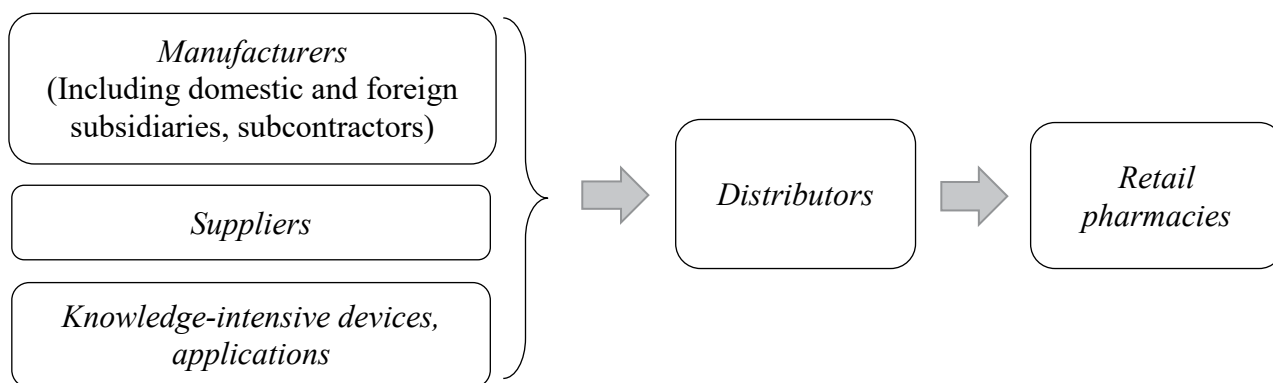 Manufacturers
(Including domestic and foreign
subsidiaries, subcontractors)
Suppliers
Knowledge-intensive devices,
applications
Distributors
Retail
pharmacies